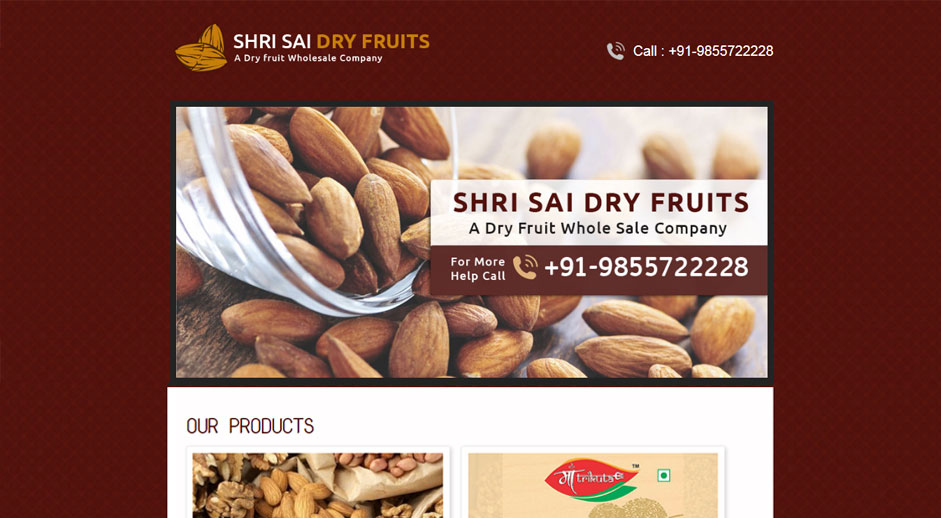 SHRI SAI DRY FRUITS
A Dry fruit Wholesale Company
Call : +91-9855722228
SHRI SAI DRY FRUITS
A Dry Fruit Whole Sale Company
For More
Help Call
+91-9855722228
OUR PRODUCTS
माँ trikuta
TM